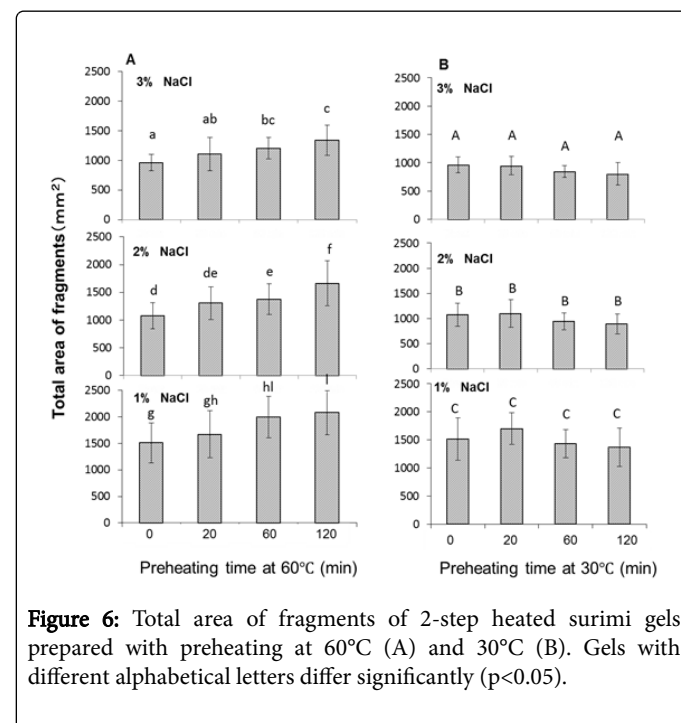 A
3% NaCl
2500
2000
1500
1000
500
0
a
ab
bc
c
2% NaCl
2500
2000
1500
1000
500
0
d
de
e
f
1% NaCl
2500
2000
1500
1000
500
0
g
gh
hl
l
0 20 60 120
Preheating time at 60℃ (min)
Total area of fragments(mm²)
B
3% NaCl
2500
2000
1500
1000
500
0
A A A A
2% NaCl
2500
2000
1500
1000
500
0
B B B B
1% NaCl
2500
2000
1500
1000
500
0
C C C C
0 20 60 120
Preheating time at 30℃ (min)
Figure 6: Total area of fragments of 2-step heated surimi gels
prepared with preheating at 60°C (A) and 30°C (B). Gels with
different alphabetical letters differ significantly (p<0.05).